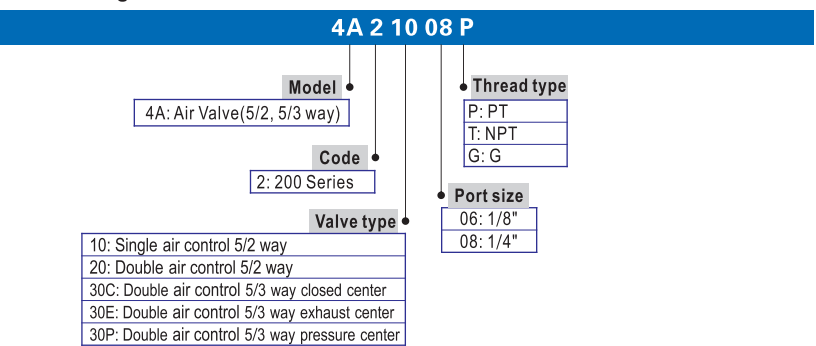 4A 2 10 08 P
Model
4A: Air Valve(5/2, 5/3 way)
Code
2: 200 Series
Valve type
10: Single air control 5/2 way
20: Double air control 5/2 way
30C: Double air control 5/3 way closed center
30E: Double air control 5/3 way exhaust center
30P: Double air control 5/3 way pressure center
Thread type
P: PT
T: NPT
G: G
Port size
06: 1/8"
08: 1/4"